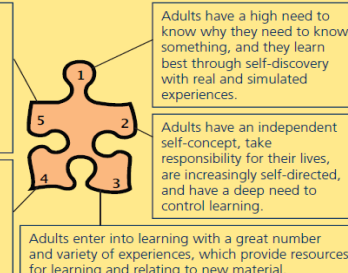 1
Adults have a high need to
know why they need to know
something, and they learn
best through self-discovery
with real and simulated
experiences.
5
2
Adults have an independent
self-concept, take
responsibility for their lives,
are increasingly self-directed,
and have a deep need to
control learning.
4
3
Adults enter into learning with a great number
and variety of experiences, which provide resources
for learning and relating to new material.